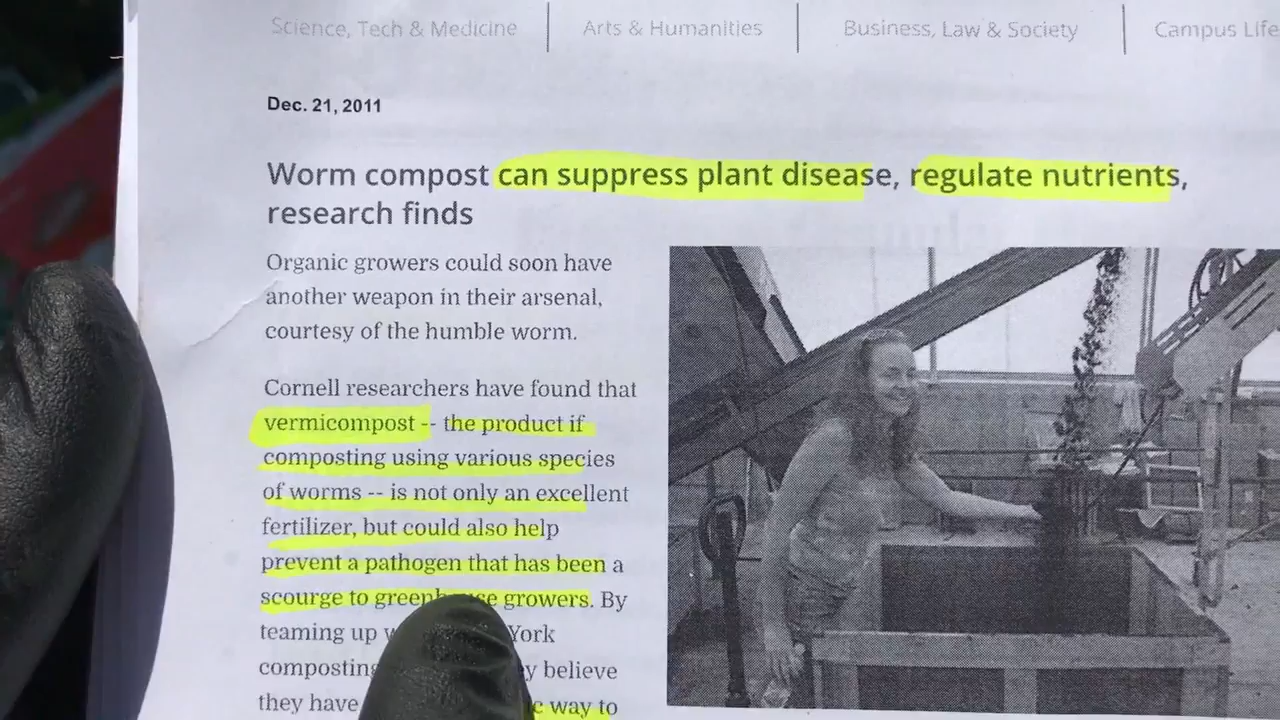 Science, Tech & Medicine Arts & Humanities Business, Law & Society Campus Life
Dec. 21, 2011
Worm compost can suppress plant disease, regulate nutrients,
research finds
Organic growers could soon have
another weapon in their arsenal,
courtesy of the humble worm.
Cornell researchers have found that
vermicompost -- the product if
composting using various species
of worms -- is not only an excellent
fertilizer, but could also help
prevent a pathogen that has been a
scourge to greenhouse growers. By
teaming up York
composting believe
they have way to